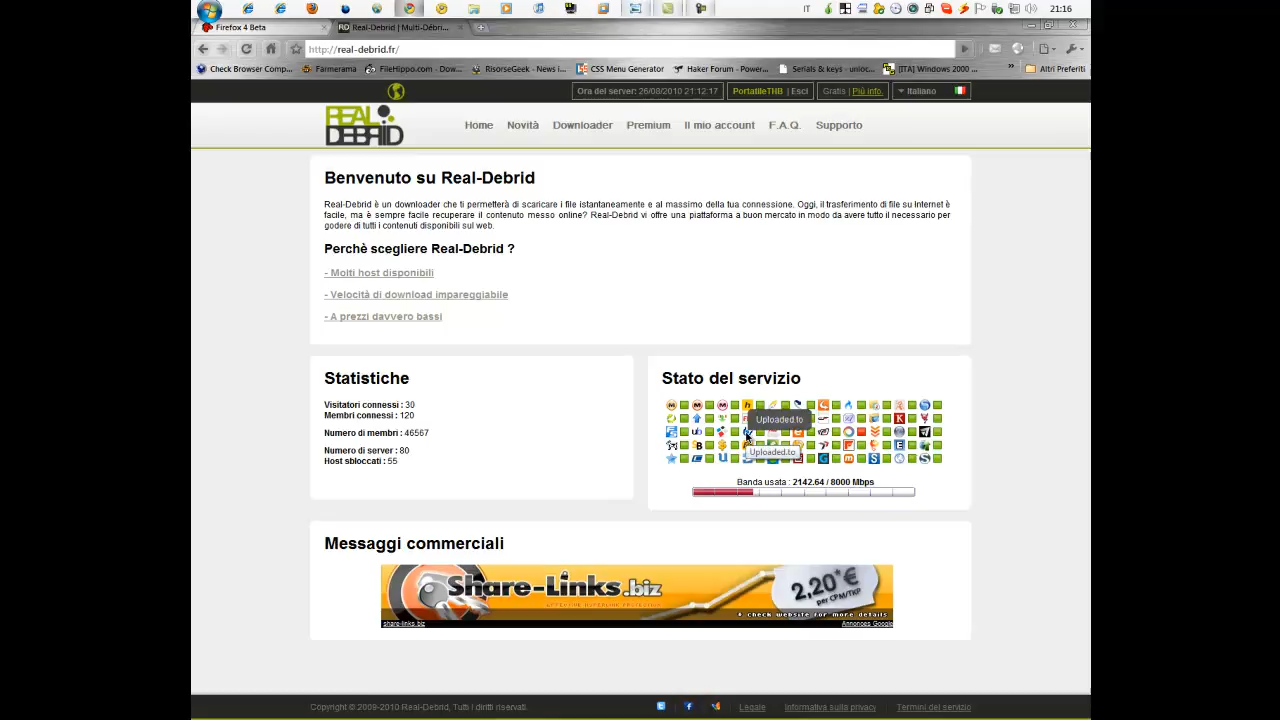 IT
21:16
Firefox 4 Beta
Real-Debrid | Multi-Débri...
http://real-debrid.fr/
Check Browser Comp...
Farmerama
FileHippo.com - Dow...
RisorseGeek - News i...
CSS Menu Generator
Haker Forum - Power...
Serials & keys - unloc...
[ITA] Windows 2000 ...
»
Altri Preferiti
Ora del server: 26/08/2010 21:12:17
PortatileTHB | Esci
Gratis | Più info.
Italiano
REAL DEBRID
Home
Novità
Downloader
Premium
Il mio account
F.A.Q.
Supporto
Benvenuto su Real-Debrid
Real-Debrid è un downloader che ti permetterà di scaricare i file istantaneamente e al massimo della tua connessione. Oggi, il trasferimento di file su Internet è
facile, ma è sempre facile recuperare il contenuto messo online? Real-Debrid vi offre una piattaforma a buon mercato in modo da avere tutto il necessario per
godere di tutti i contenuti disponibili sul web.
Perchè scegliere Real-Debrid ?
- Molti host disponibili
- Velocità di download impareggiabile
- A prezzi davvero bassi
Statistiche
Visitatori connessi : 30
Membri connessi : 120
Numero di membri : 46567
Numero di server : 80
Host sbloccati : 55
Stato del servizio
Uploaded.to
Uploaded.to
Banda usata : 2142.64 / 8000 Mbps
Messaggi commerciali
Share-Links.biz
2,20*€
per CPM/TKP
* check website for more details
share-links.biz
Annonces Google
Copyright © 2009-2010 Real-Debrid, Tutti i diritti riservati.
Legale
Informativa sulla privacy
Termini del servizio